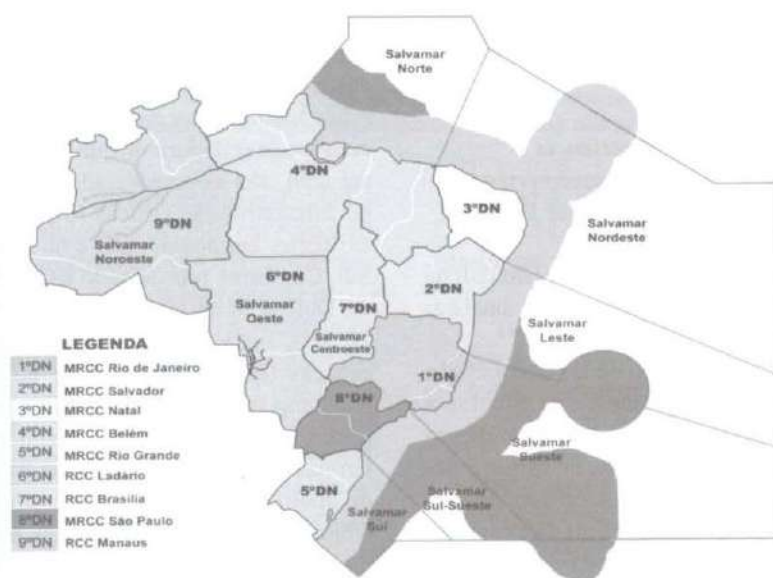 Salvamar
Norte
4ºDN
3ºDN
9ºDN
Salvamar
Noroeste
Salvamar
Nordeste
6ºDN
Salvamar
Oeste
2ºDN
7ºDN
Salvamar
Centroeste
Salvamar
Leste
1ºDN
8ºDN
Salvamar
Sueste
5ºDN
Salvamar
Sul
Salvamar
Sul-Sueste
LEGENDA
1ºDN MRCC Rio de Janeiro
2ºDN MRCC Salvador
3ºDN MRCC Natal
4ºDN MRCC Belém
5ºDN MRCC Rio Grande
6ºDN RCC Ladário
7ºDN RCC Brasília
8ºDN MRCC São Paulo
9ºDN RCC Manaus